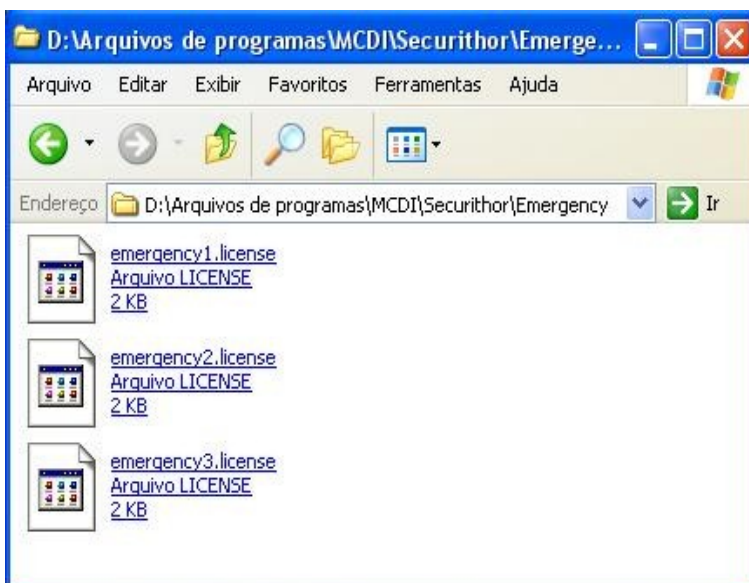 D:\Arquivos de programas\MCDI\Securithor\Emerge...
Arquivo Editar Exibir Favoritos Ferramentas Ajuda
Endereço D:\Arquivos de programas\MCDI\Securithor\Emergency Ir
emergency1.license
Arquivo LICENSE
2 KB
emergency2.license
Arquivo LICENSE
2 KB
emergency3.license
Arquivo LICENSE
2 KB